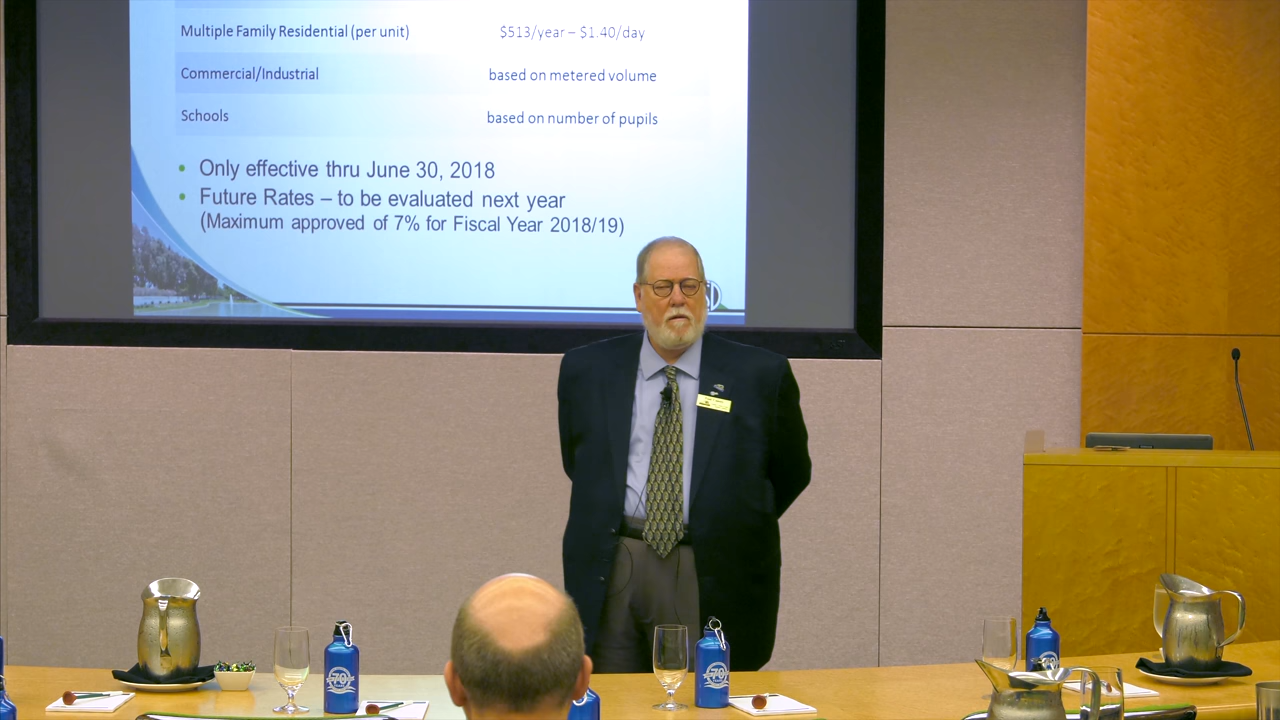 Multiple Family Residential (per unit) $513/year – $1.40/day
Commercial/Industrial based on metered volume
Schools based on number of pupils
• Only effective thru June 30, 2018
• Future Rates – to be evaluated next year
(Maximum approved of 7% for Fiscal Year 2018/19)
70
70